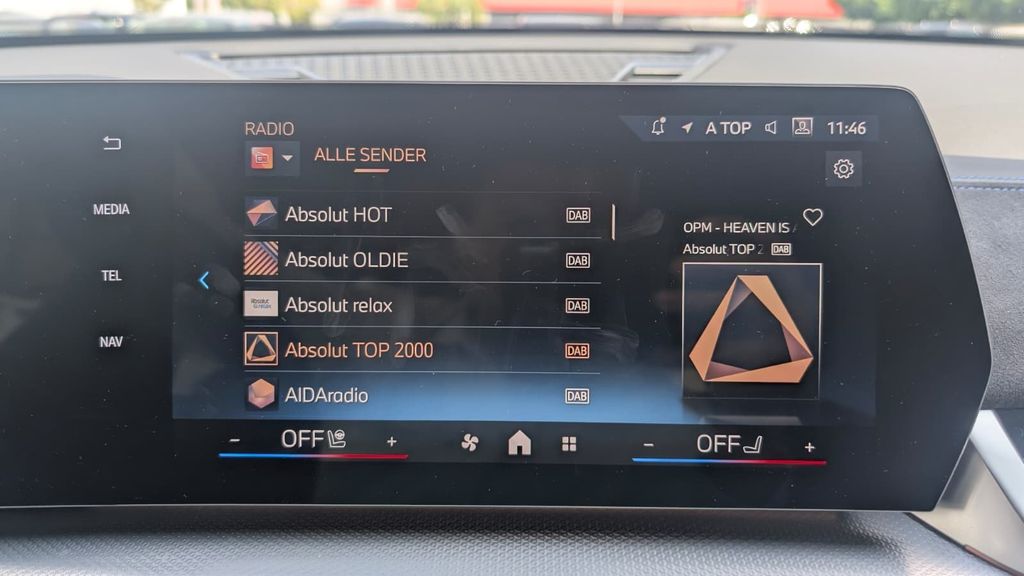 RADIO
A TOP
11:46
ALLE SENDER
MEDIA
TEL
NAV
Absolut HOT DAB
Absolut OLDIE DAB
Absolut relax DAB
Absolut TOP 2000 DAB
AIDAradio DAB
OPM - HEAVEN IS
Absolut TOP 2 DAB
- OFF +
- OFF +